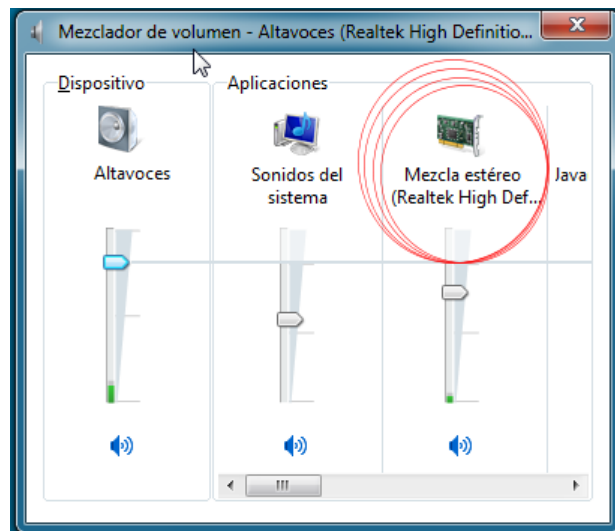 Mezclador de volumen - Altavoces (Realtek High Definitio...
Dispositivo
Aplicaciones
Altavoces
Sonidos del
sistema
Mezcla estéreo
(Realtek High Def...
Java